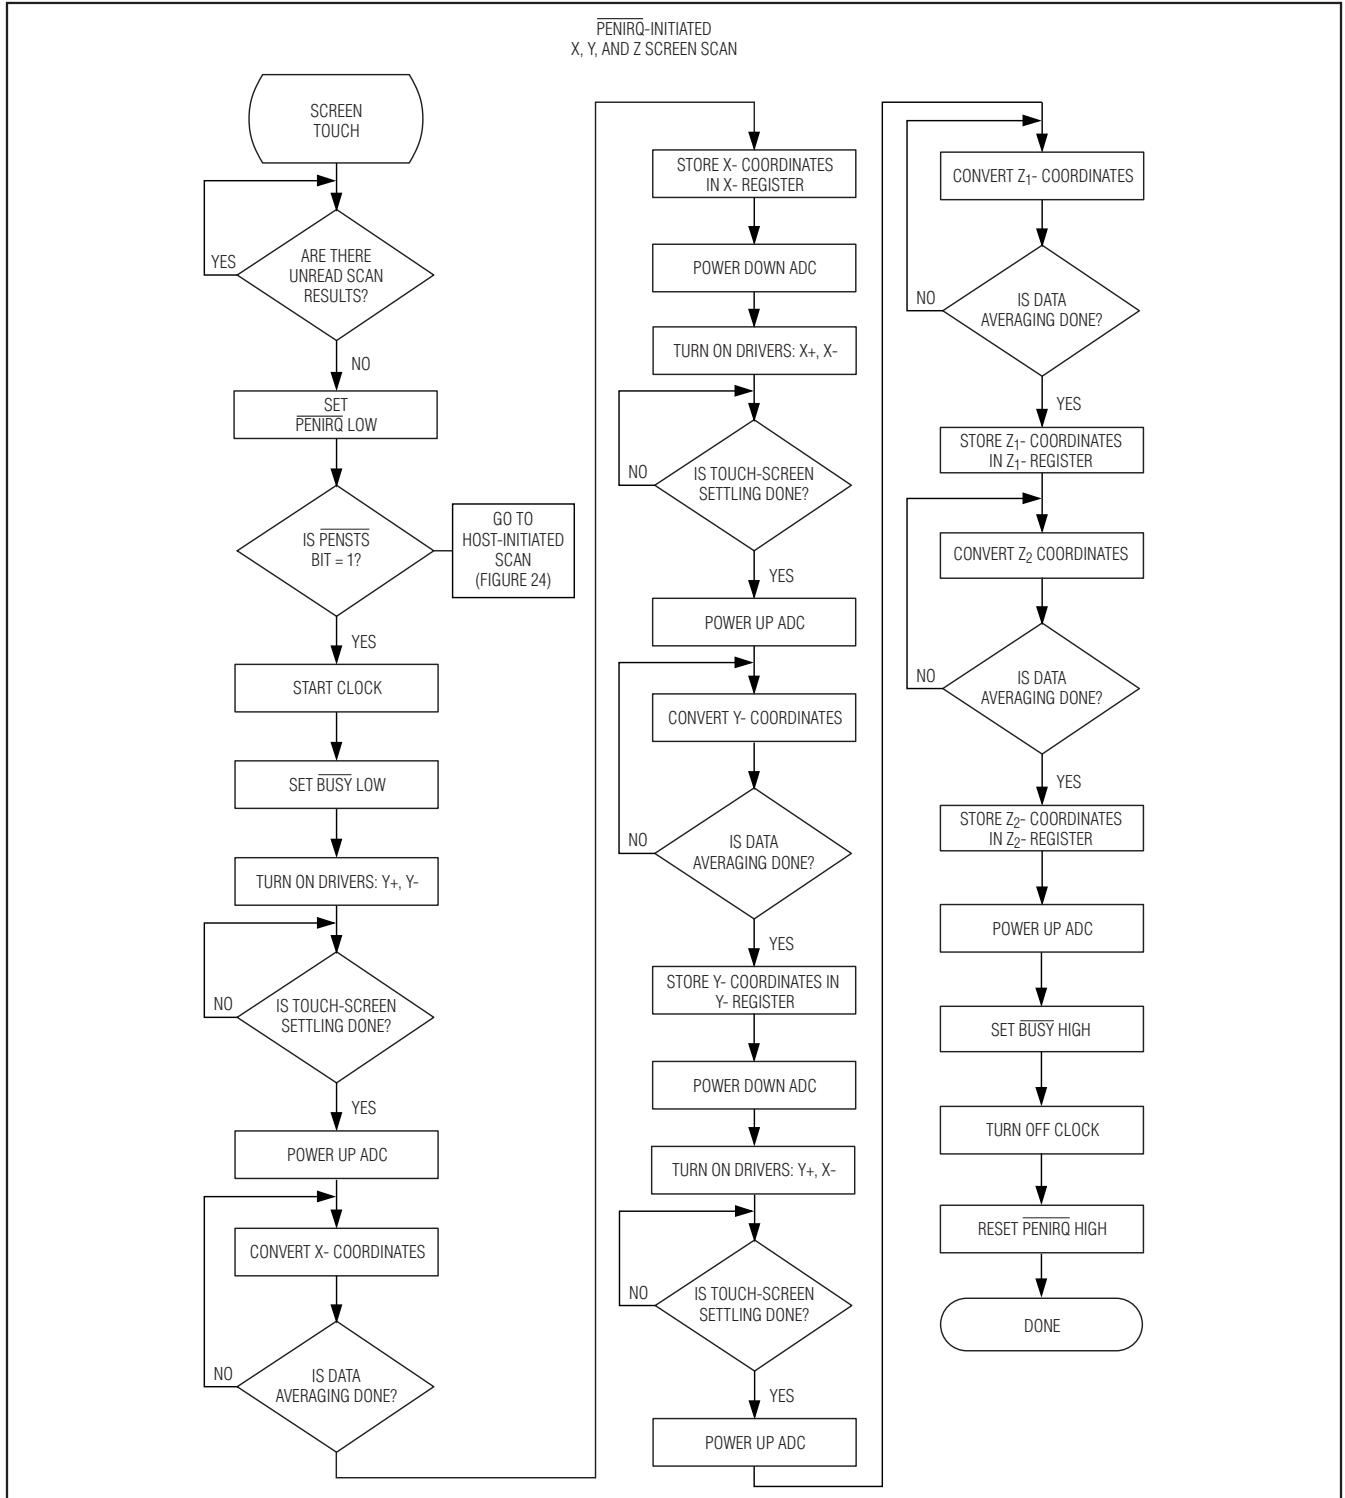 PENIRQ-INITIATED
X, Y, AND Z SCREEN SCAN
SCREEN
TOUCH
YES
ARE THERE
UNREAD SCAN
RESULTS?
NO
SET
PENIRQ LOW
IS PENSTS
BIT = 1?
GO TO
HOST-INITIATED
SCAN
(FIGURE 24)
YES
START CLOCK
SET BUSY LOW
TURN ON DRIVERS: Y+, Y-
NO
IS TOUCH-SCREEN
SETTLING DONE?
YES
POWER UP ADC
CONVERT X- COORDINATES
NO
IS DATA
AVERAGING DONE?
STORE X- COORDINATES
IN X- REGISTER
POWER DOWN ADC
TURN ON DRIVERS: X+, X-
NO
IS TOUCH-SCREEN
SETTLING DONE?
YES
POWER UP ADC
CONVERT Y- COORDINATES
NO
IS DATA
AVERAGING DONE?
YES
STORE Y- COORDINATES IN
Y- REGISTER
POWER DOWN ADC
TURN ON DRIVERS: Y+, X-
NO
IS TOUCH-SCREEN
SETTLING DONE?
YES
POWER UP ADC
CONVERT Z1- COORDINATES
NO
IS DATA
AVERAGING DONE?
YES
STORE Z1- COORDINATES
IN Z1- REGISTER
CONVERT Z2 COORDINATES
NO
IS DATA
AVERAGING DONE?
YES
STORE Z2- COORDINATES
IN Z2- REGISTER
POWER UP ADC
SET BUSY HIGH
TURN OFF CLOCK
RESET PENIRQ HIGH
DONE